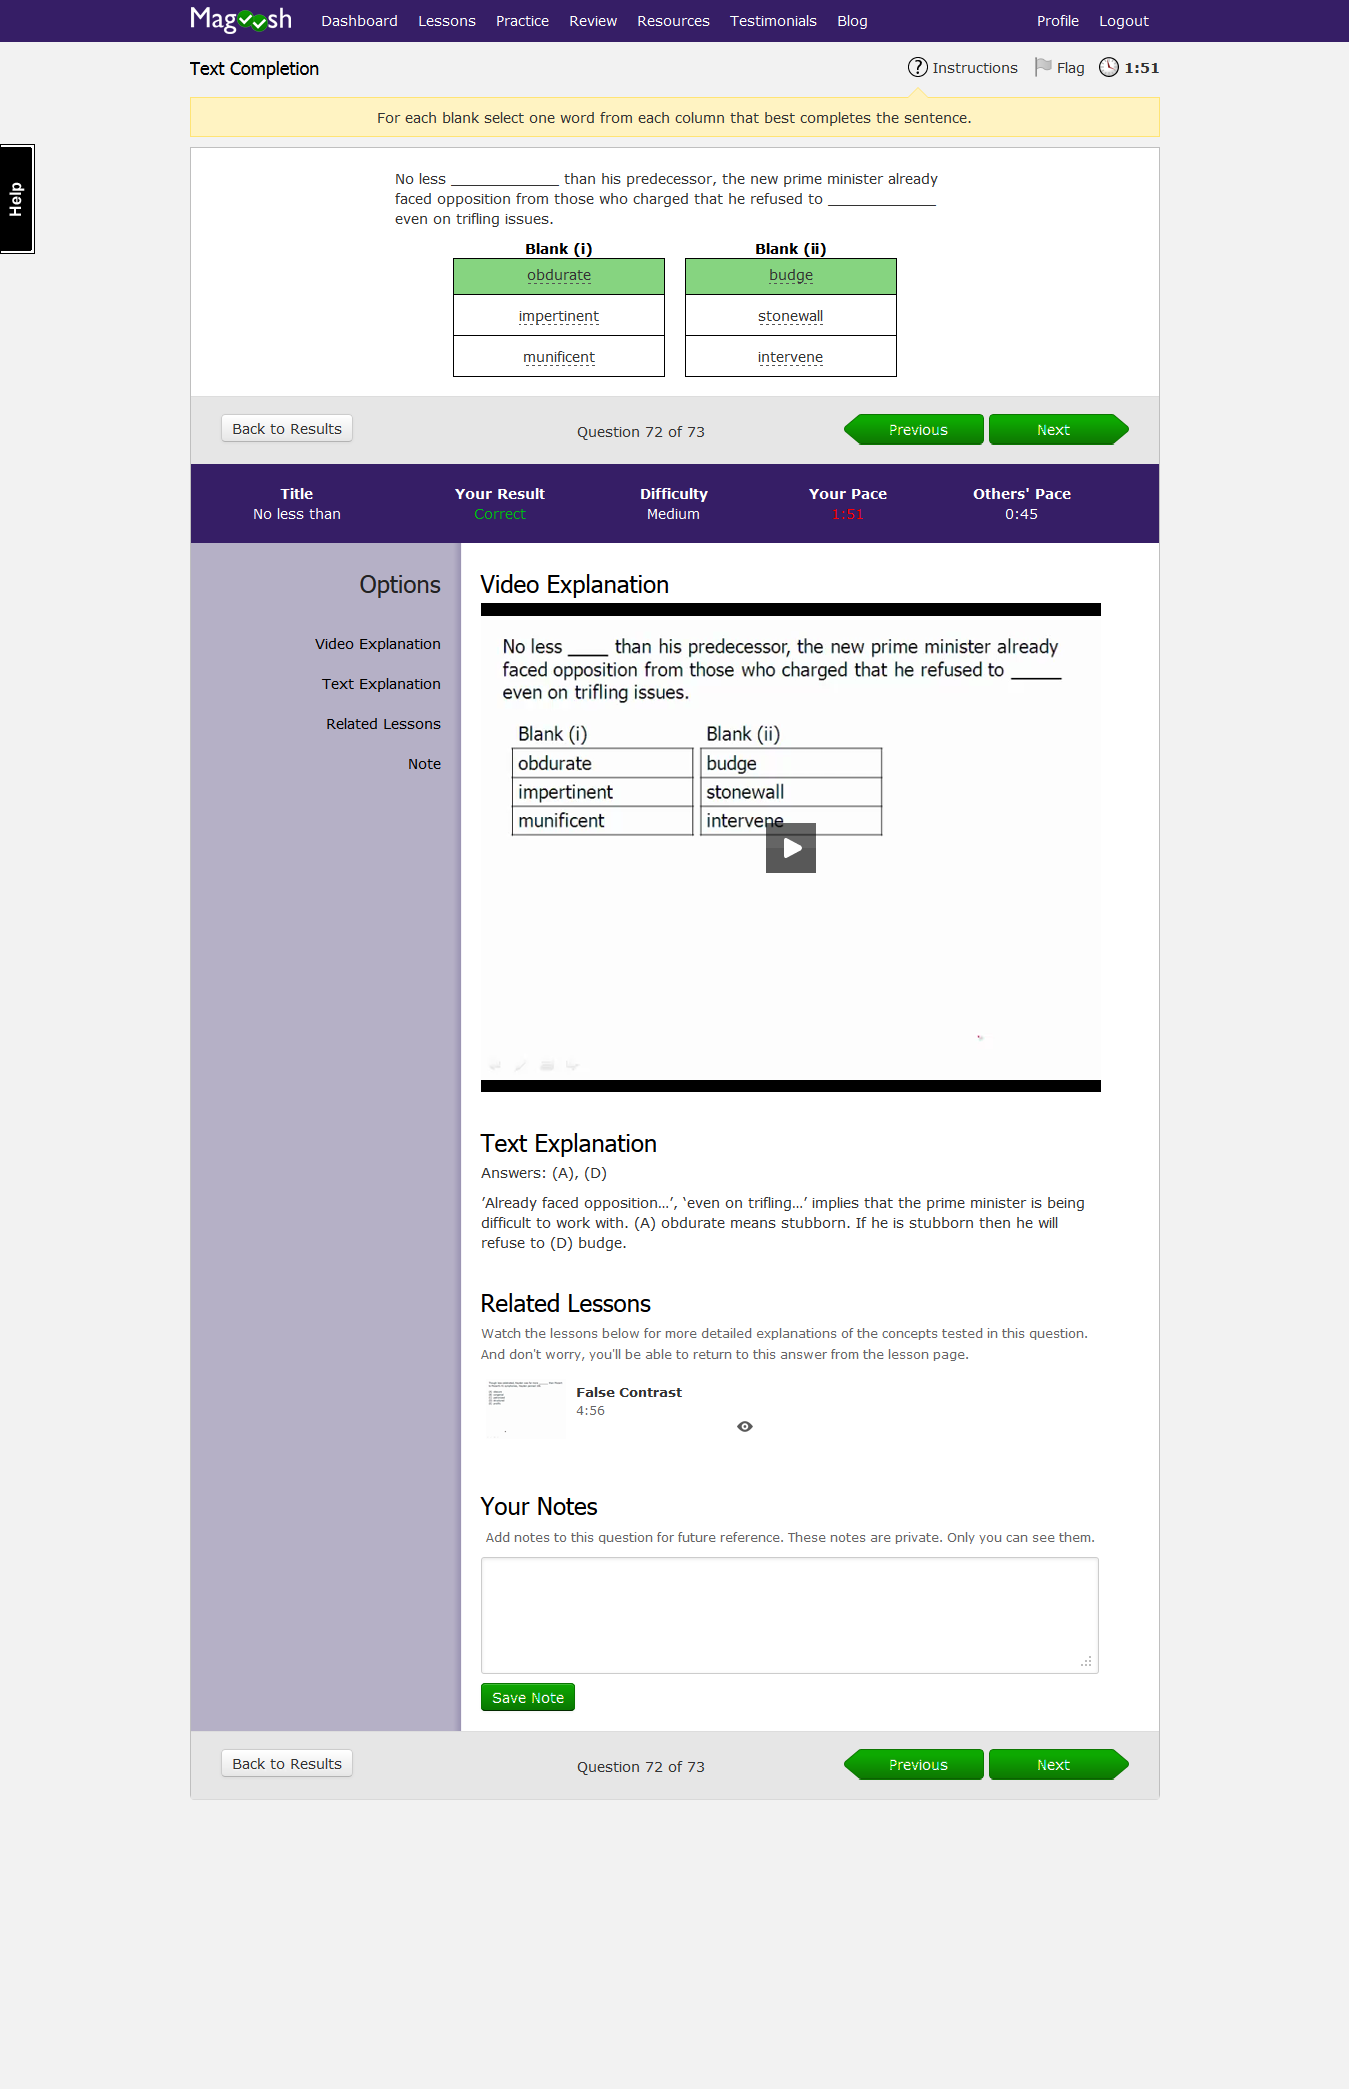 Magoosh Dashboard Lessons Practice Review Resources Testimonials Blog Profile Logout
Text Completion Instructions Flag 1:51
For each blank select one word from each column that best completes the sentence.
Help
No less ____________ than his predecessor, the new prime minister already
faced opposition from those who charged that he refused to ____________
even on trifling issues.
Blank (i) Blank (ii)
obdurate budge
impertinent stonewall
munificent intervene
Back to Results Question 72 of 73 Previous Next
Title Your Result Difficulty Your Pace Others' Pace
No less than Correct Medium 1:51 0:45
Options
Video Explanation
Text Explanation
Related Lessons
Note
Video Explanation
No less ____ than his predecessor, the new prime minister already
faced opposition from those who charged that he refused to _____
even on trifling issues.
Blank (i) Blank (ii)
obdurate budge
impertinent stonewall
munificent intervene
Text Explanation
Answers: (A), (D)
’Already faced opposition…’, ‘even on trifling…’ implies that the prime minister is being
difficult to work with. (A) obdurate means stubborn. If he is stubborn then he will
refuse to (D) budge.
Related Lessons
Watch the lessons below for more detailed explanations of the concepts tested in this question.
And don't worry, you'll be able to return to this answer from the lesson page.
False Contrast
4:56
Your Notes
Add notes to this question for future reference. These notes are private. Only you can see them.
Save Note
Back to Results Question 72 of 73 Previous Next